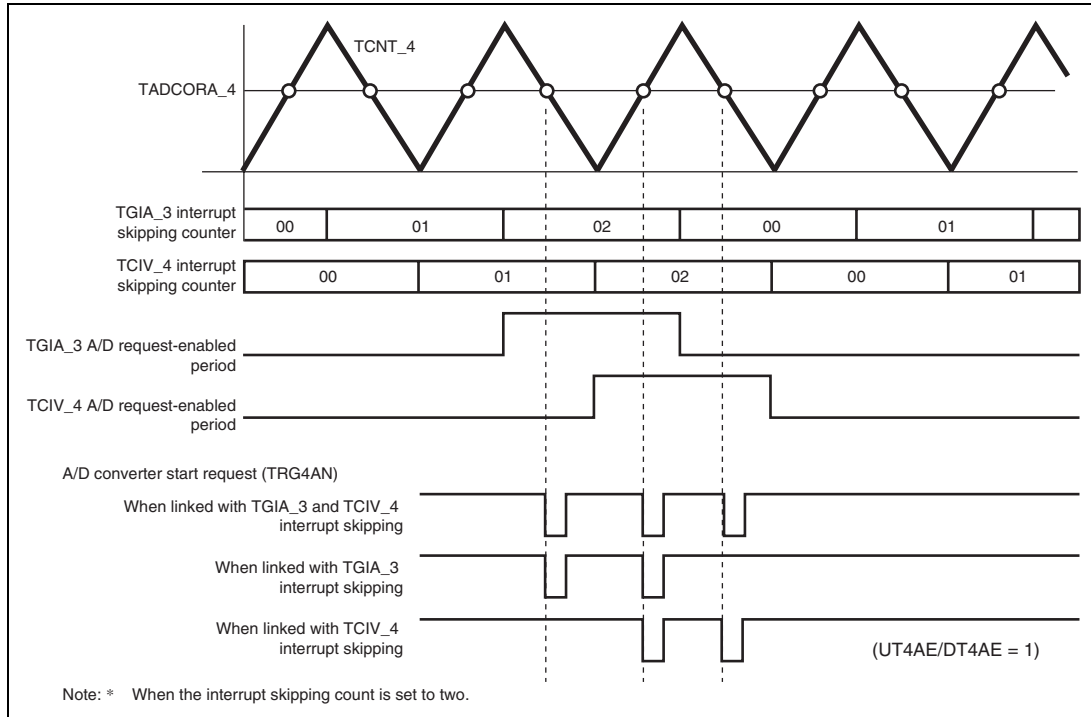 TCNT_4
TADCORA_4
TGIA_3 interrupt
skipping counter
00 01 02 00 01
TCIV_4 interrupt
skipping counter
00 01 02 00 01
TGIA_3 A/D request-enabled
period
TCIV_4 A/D request-enabled
period
A/D converter start request (TRG4AN)
When linked with TGIA_3 and TCIV_4
interrupt skipping
When linked with TGIA_3
interrupt skipping
When linked with TCIV_4
interrupt skipping
(UT4AE/DT4AE = 1)
Note: * When the interrupt skipping count is set to two.